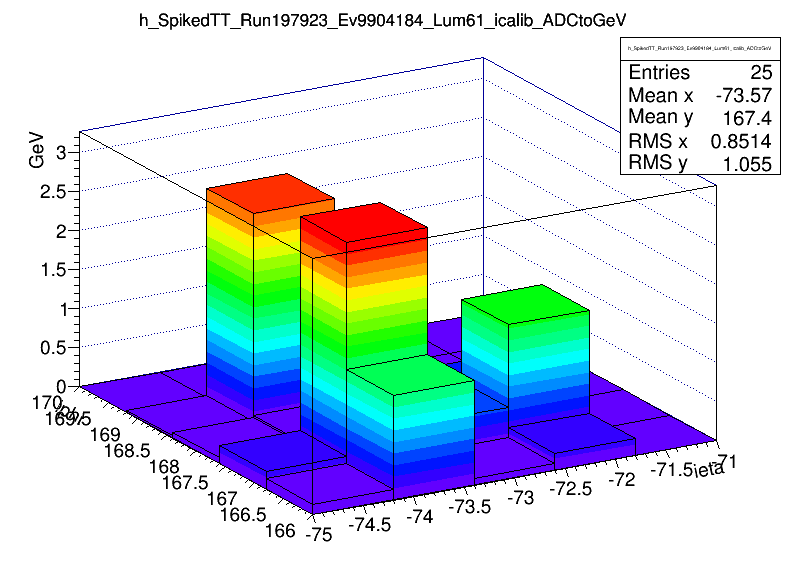 h_SpikedTT_Run197923_Ev9904184_Lum61_icalib_ADCtoGeV
h_SpikedTT_Run197923_Ev9904184_Lum61_icalib_ADCtoGeV
Entries 25
Mean x -73.57
Mean y 167.4
RMS x 0.8514
RMS y 1.055
GeV
3
2.5
2
1.5
1
0.5
0
170
169.5
169
168.5
168
167.5
167
166.5
166
-75
-74.5
-74
-73.5
-73
-72.5
-72
-71.5
-71
ieta